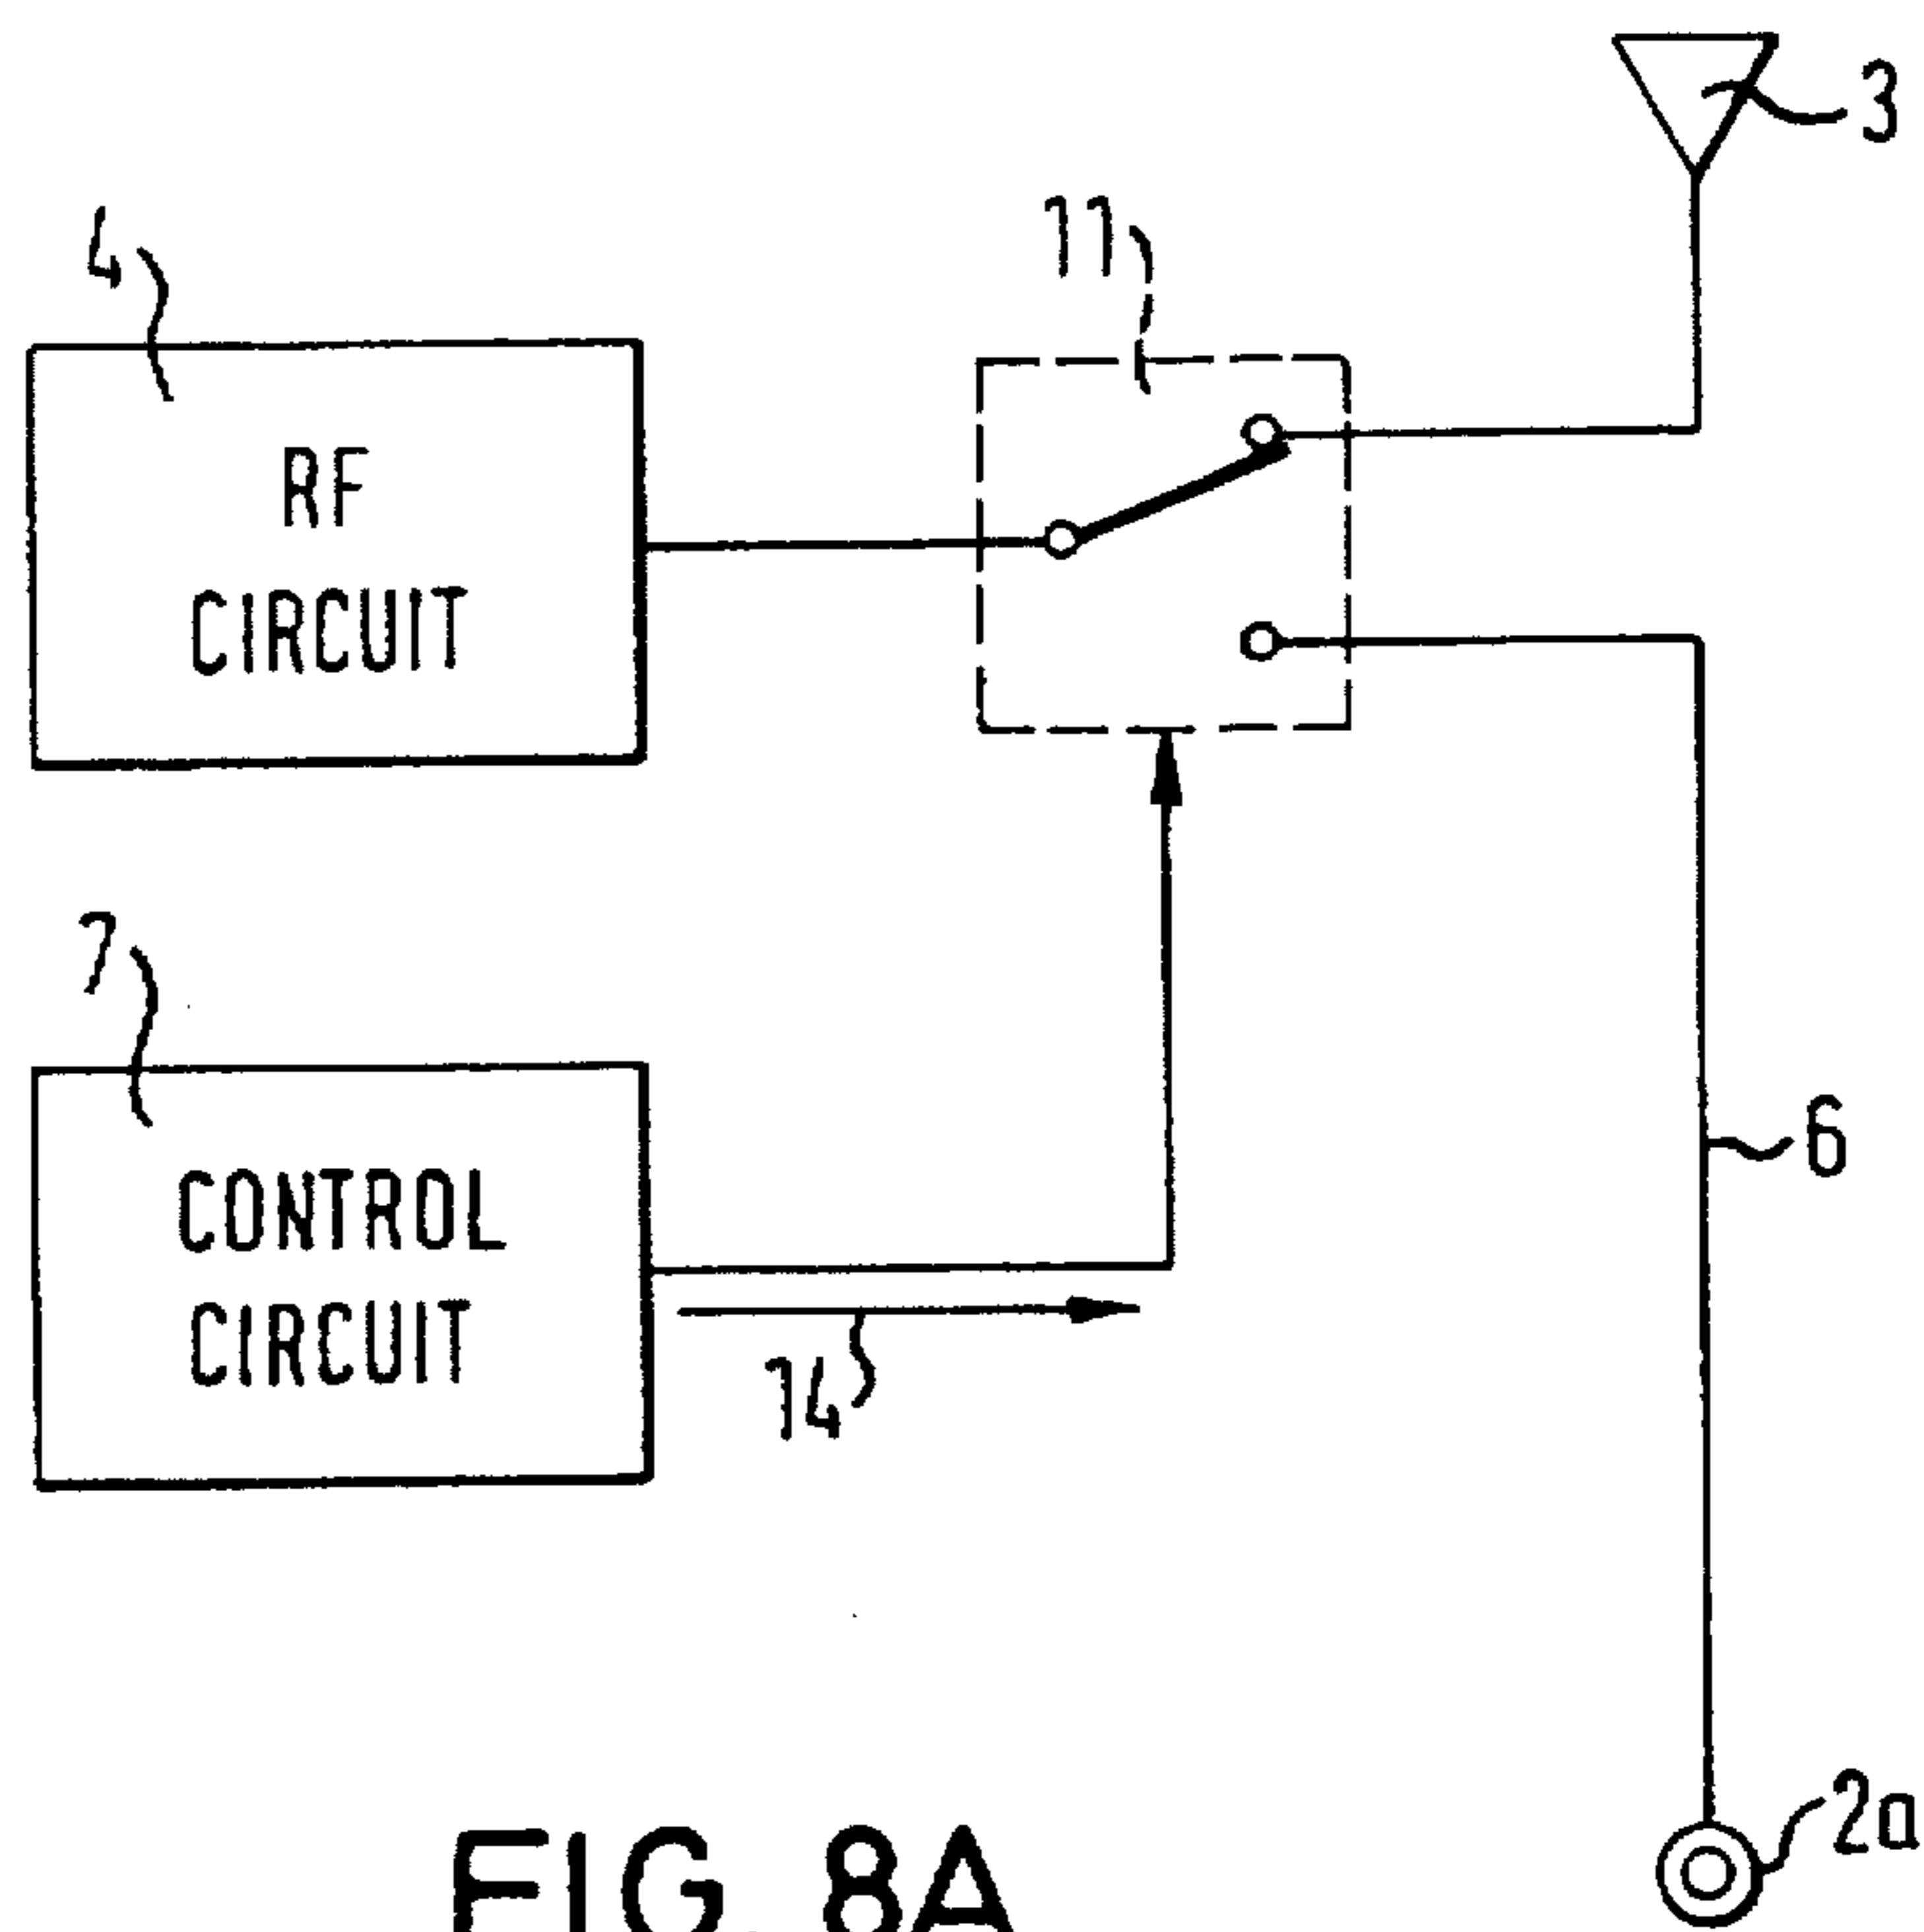 3
11
4
RF
CIRCUIT
7
6
CONTROL
CIRCUIT
14
2a
FIG. 8A